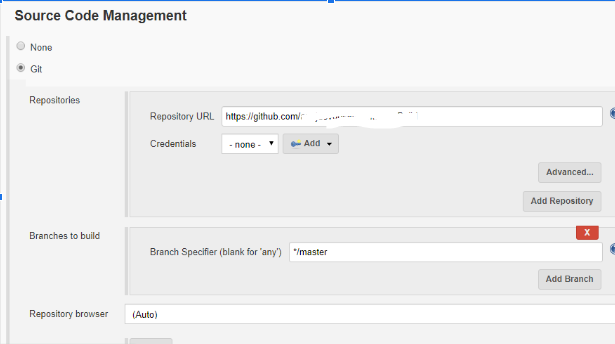 Source Code Management
None
Git
Repositories
Repository URL https://github.com/
Credentials - none - Add
Advanced...
Add Repository
Branches to build
X
Branch Specifier (blank for 'any') */master
Add Branch
Repository browser (Auto)